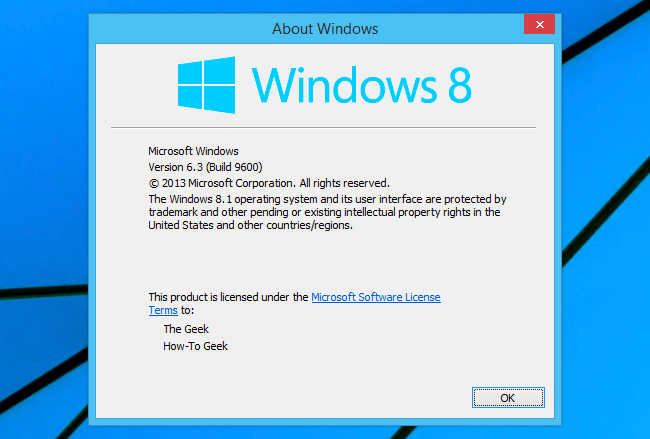 About Windows
Windows 8
Microsoft Windows
Version 6.3 (Build 9600)
© 2013 Microsoft Corporation. All rights reserved.
The Windows 8.1 operating system and its user interface are protected by
trademark and other pending or existing intellectual property rights in the
United States and other countries/regions.
This product is licensed under the Microsoft Software License
Terms to:
The Geek
How-To Geek
OK